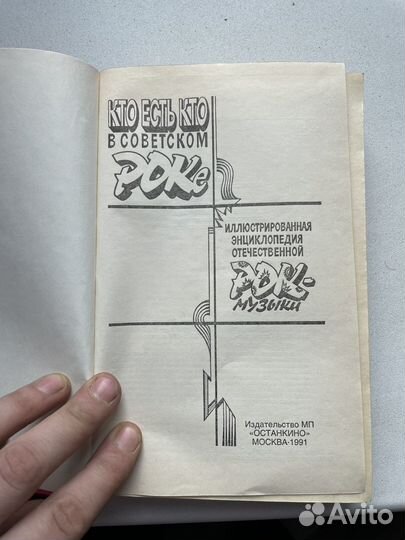 КТО ЕСТЬ КТО
В СОВЕТСКОМ
РОКе
ИЛЛЮСТРИРОВАННАЯ
ЭНЦИКЛОПЕДИЯ
ОТЕЧЕСТВЕННОЙ
РОК-
МУЗЫКИ
Издательство МП
«ОСТАНКИНО»
МОСКВА·1991
Avito